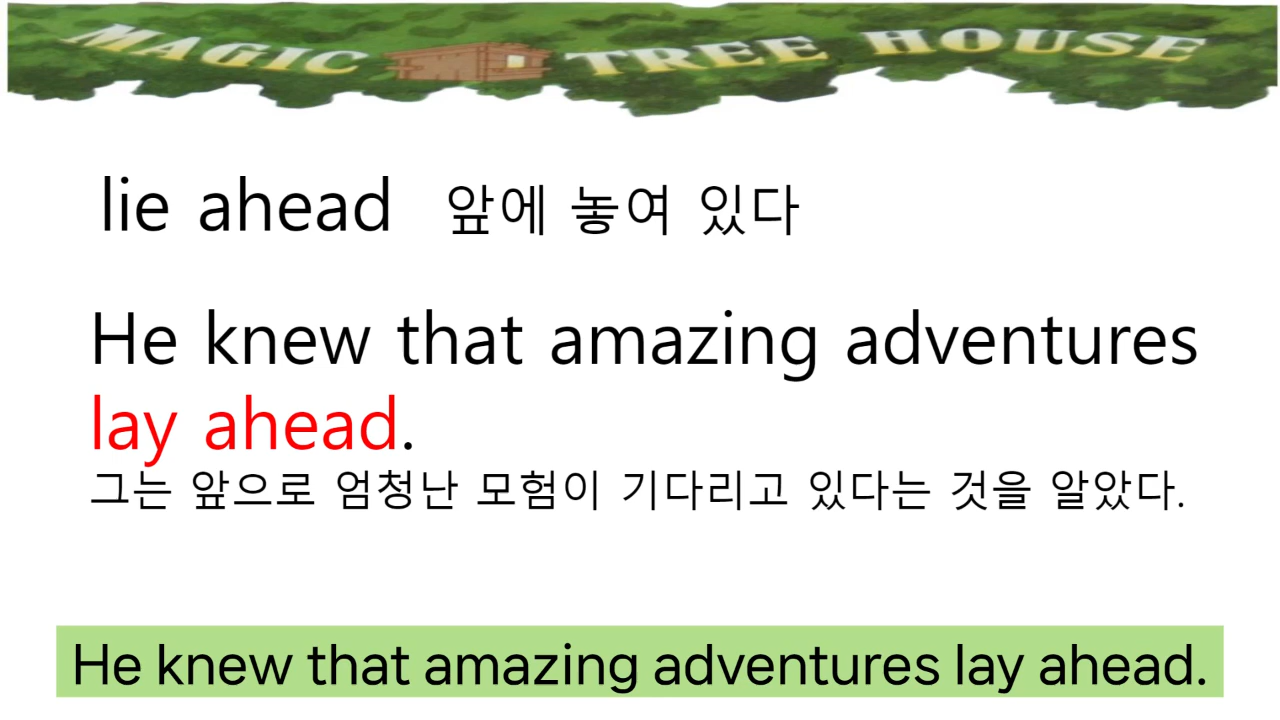 MAGIC TREE HOUSE
lie ahead 앞에 놓여 있다
He knew that amazing adventures
lay ahead.
그는 앞으로 엄청난 모험이 기다리고 있다는 것을 알았다.
He knew that amazing adventures lay ahead.